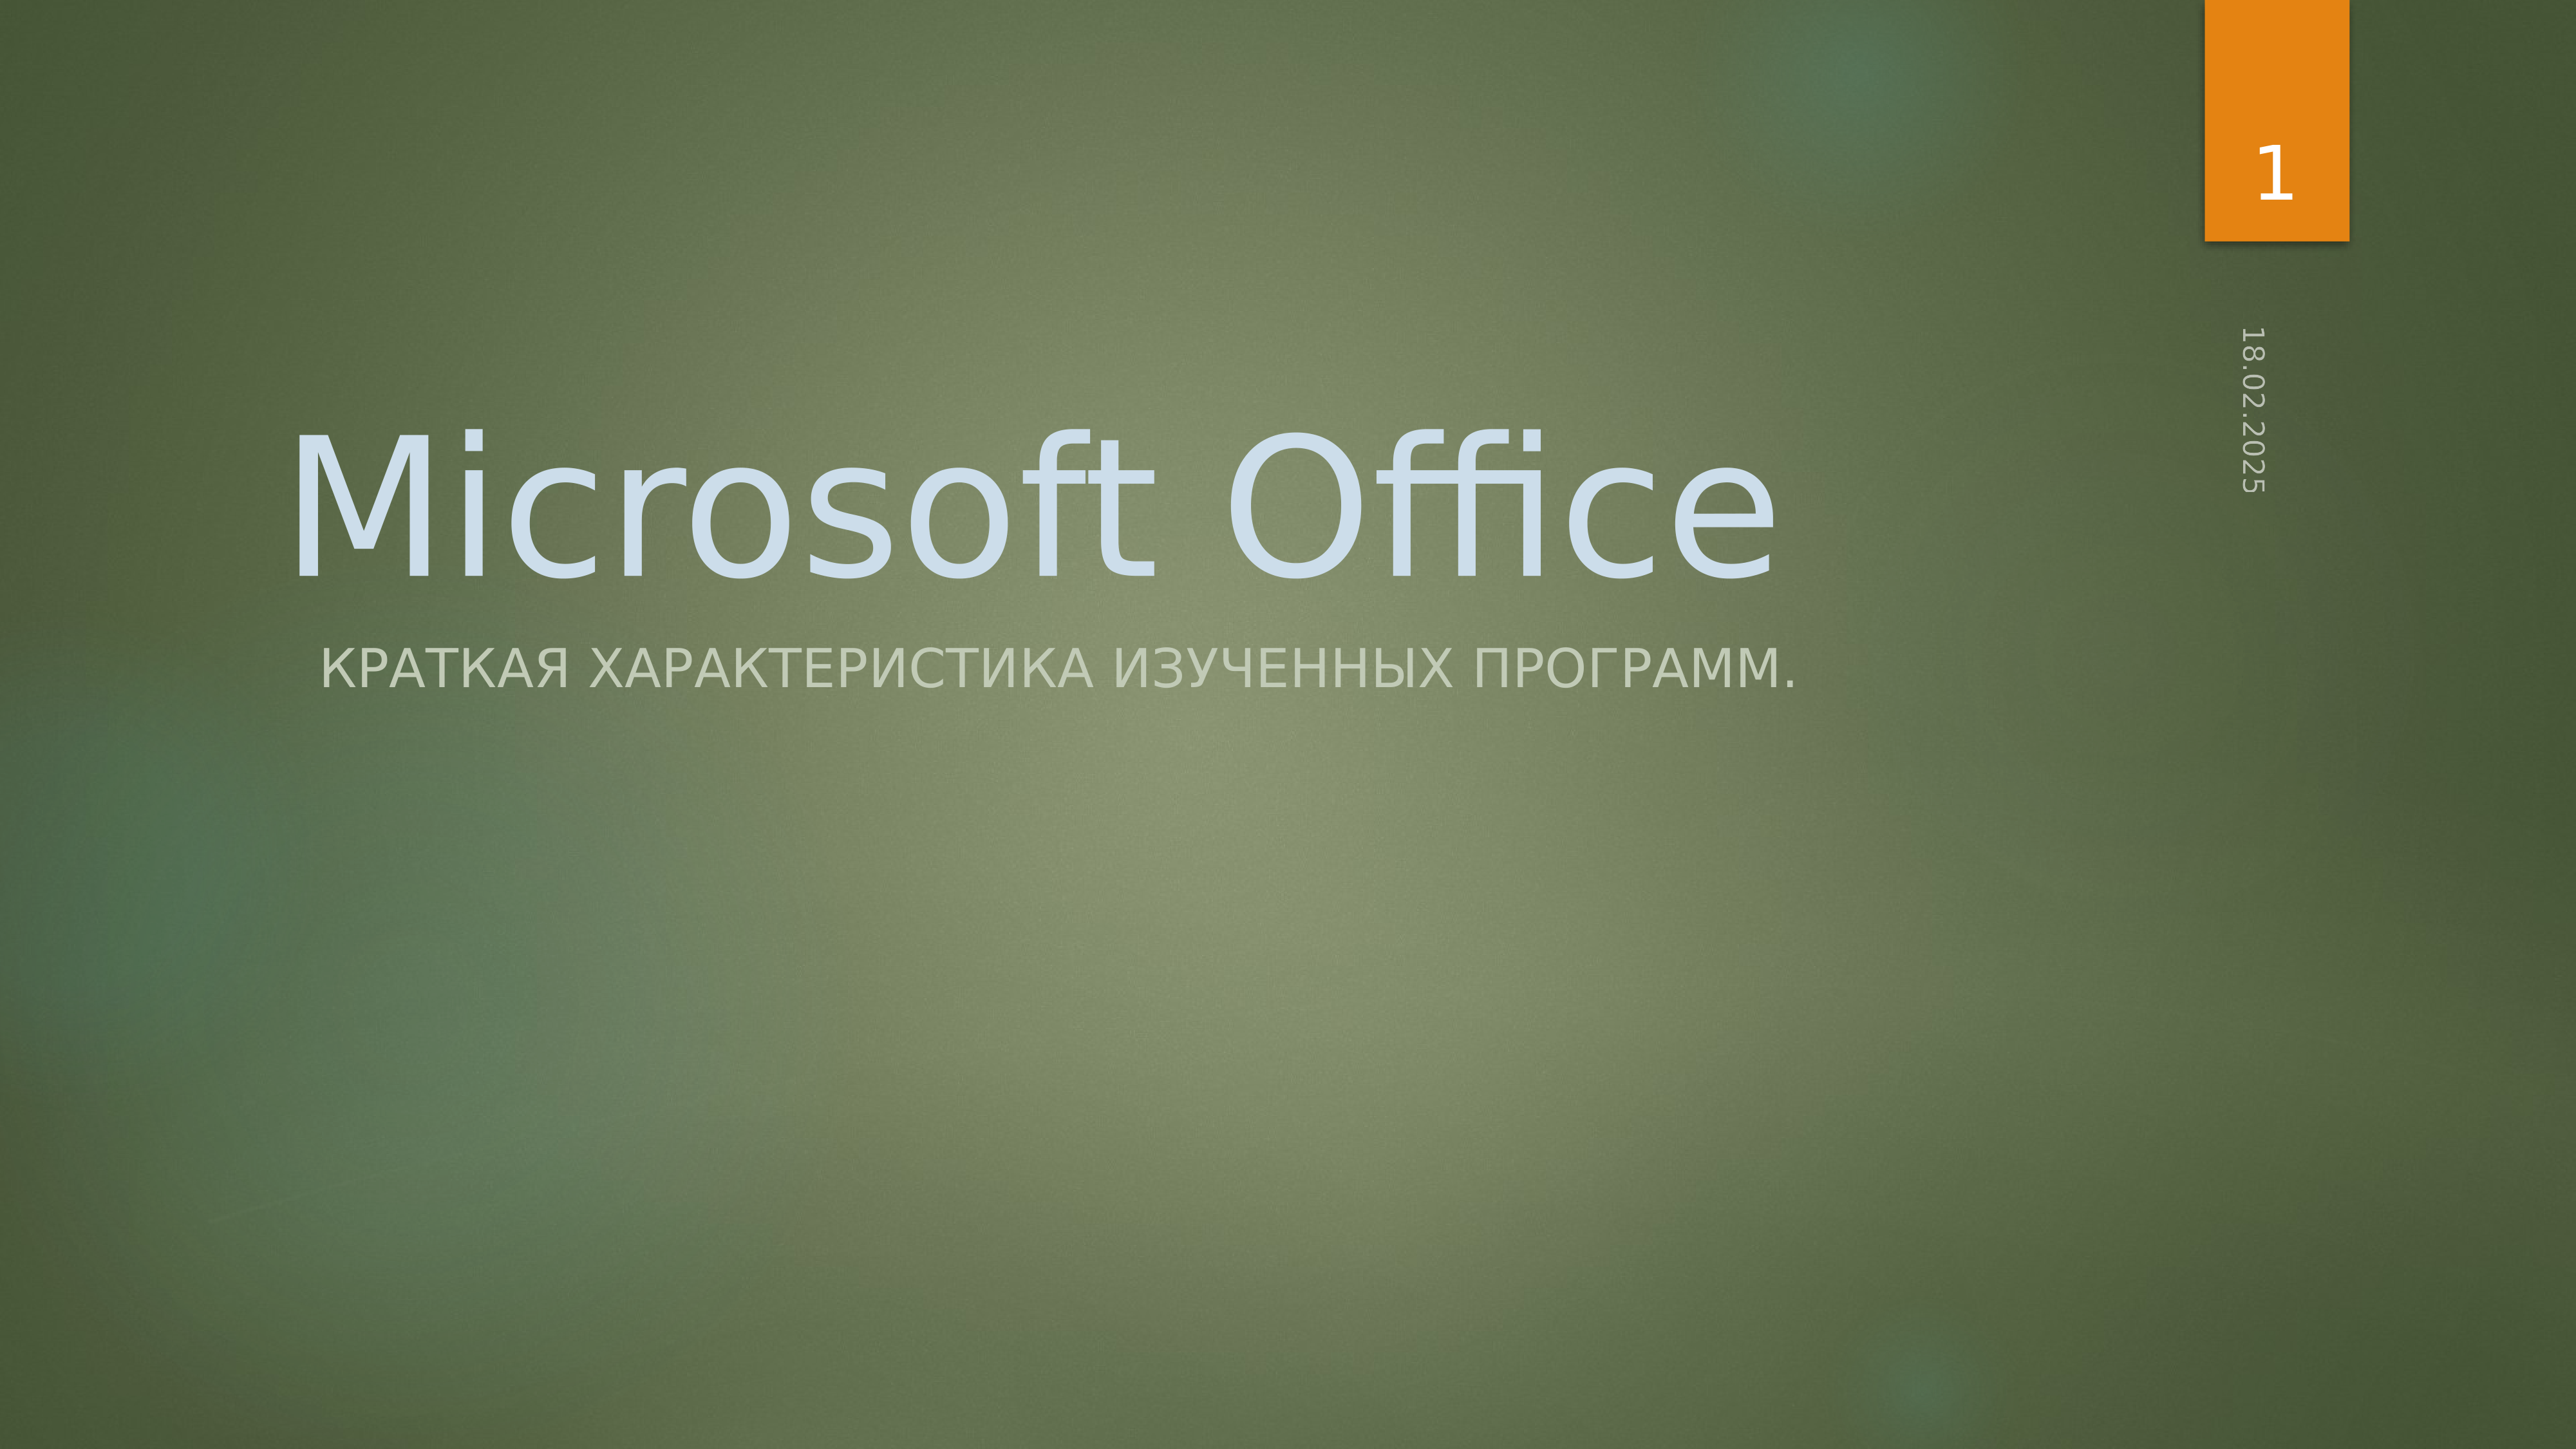 1
18.02.2025
Microsoft Office
КРАТКАЯ ХАРАКТЕРИСТИКА ИЗУЧЕННЫХ ПРОГРАММ.